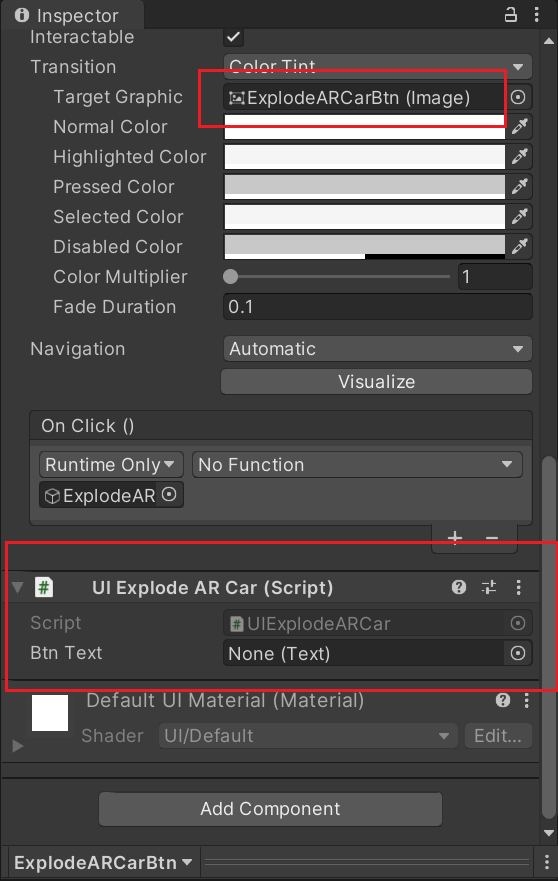 Inspector
Interactable
Transition Color Tint
Target Graphic ExplodeARCarBtn (Image)
Normal Color
Highlighted Color
Pressed Color
Selected Color
Disabled Color
Color Multiplier 1
Fade Duration 0.1
Navigation Automatic
Visualize
On Click ()
Runtime Only No Function
ExplodeAR
+ −
# UI Explode AR Car (Script)
Script # UIExplodeARCar
Btn Text None (Text)
Default UI Material (Material)
Shader UI/Default Edit...
Add Component
ExplodeARCarBtn